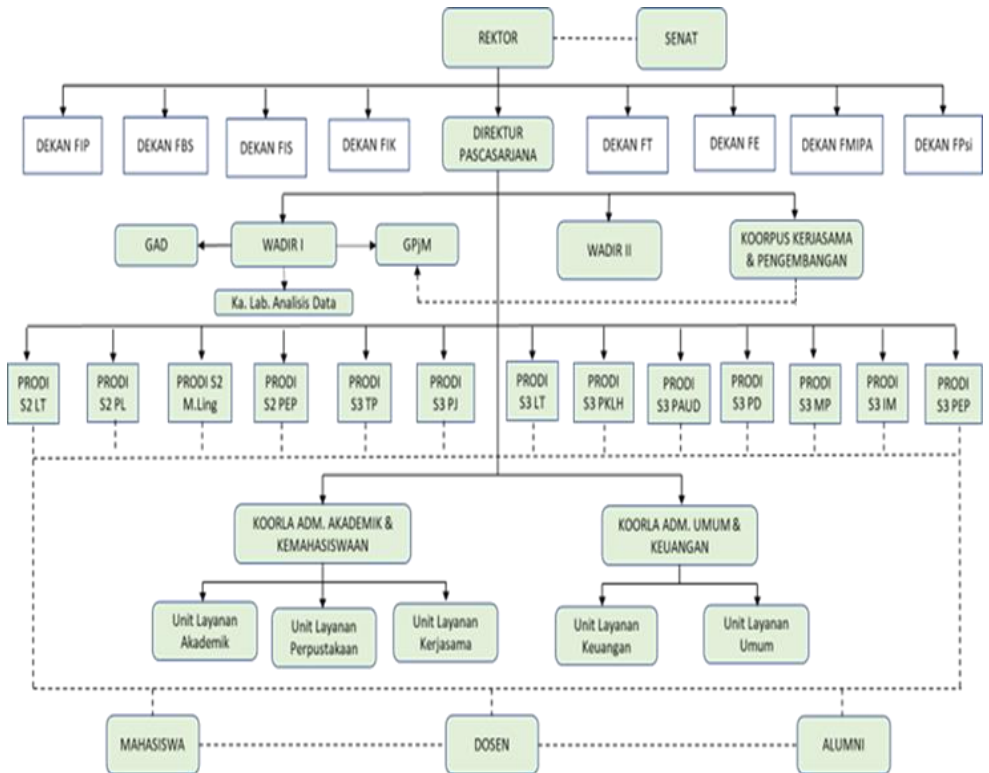 REKTOR
SENAT
DEKAN FIP
DEKAN FBS
DEKAN FIS
DEKAN FIK
DIREKTUR
PASCASARJANA
DEKAN FT
DEKAN FE
DEKAN FMIPA
DEKAN FPsi
GAD
WADIR I
GPjM
WADIR II
KOORPUS KERJASAMA
& PENGEMBANGAN
Ka. Lab. Analisis Data
PRODI
S2 LT
PRODI
S2 PL
PRODI S2
M.Ling
PRODI
S2 PEP
PRODI
S3 TP
PRODI
S3 PJ
PRODI
S3 LT
PRODI
S3 PKLH
PRODI
S3 PAUD
PRODI
S3 PD
PRODI
S3 MP
PRODI
S3 IM
PRODI
S3 PEP
KOORLA ADM. AKADEMIK &
KEMAHASISWAAN
KOORLA ADM. UMUM &
KEUANGAN
Unit Layanan
Akademik
Unit Layanan
Perpustakaan
Unit Layanan
Kerjasama
Unit Layanan
Keuangan
Unit Layanan
Umum
MAHASISWA
DOSEN
ALUMNI